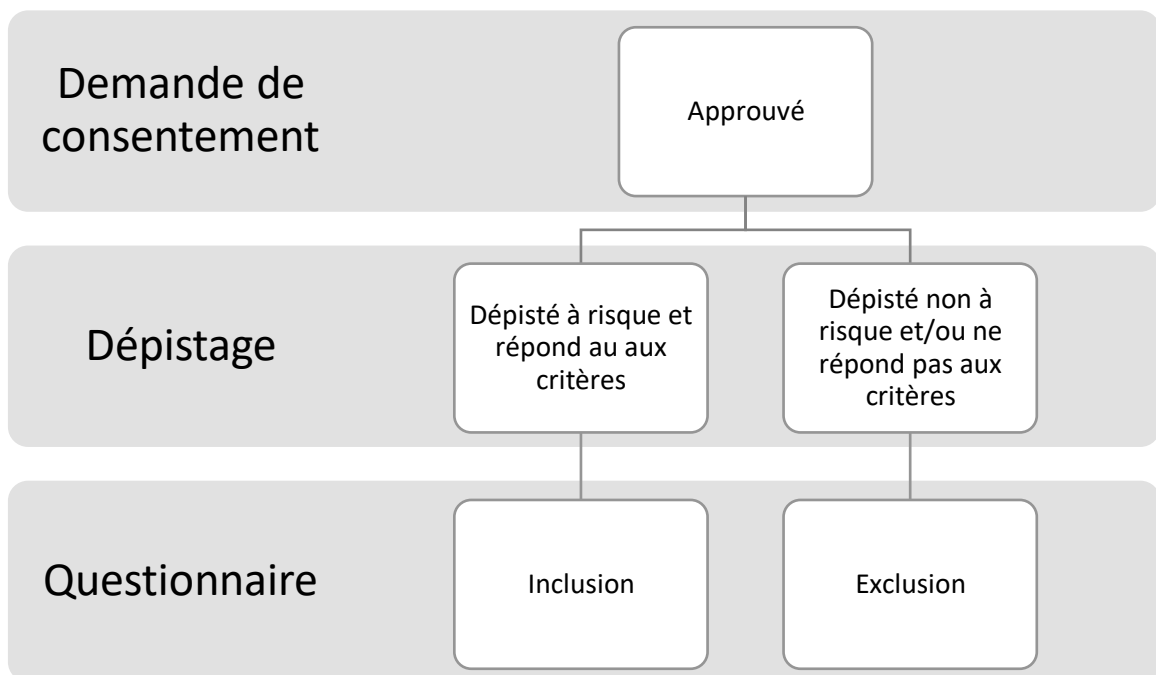 Demande de
consentement
Approuvé
Dépistage
Dépisté à risque et
répond au aux
critères
Dépisté non à
risque et/ou ne
répond pas aux
critères
Questionnaire
Inclusion
Exclusion